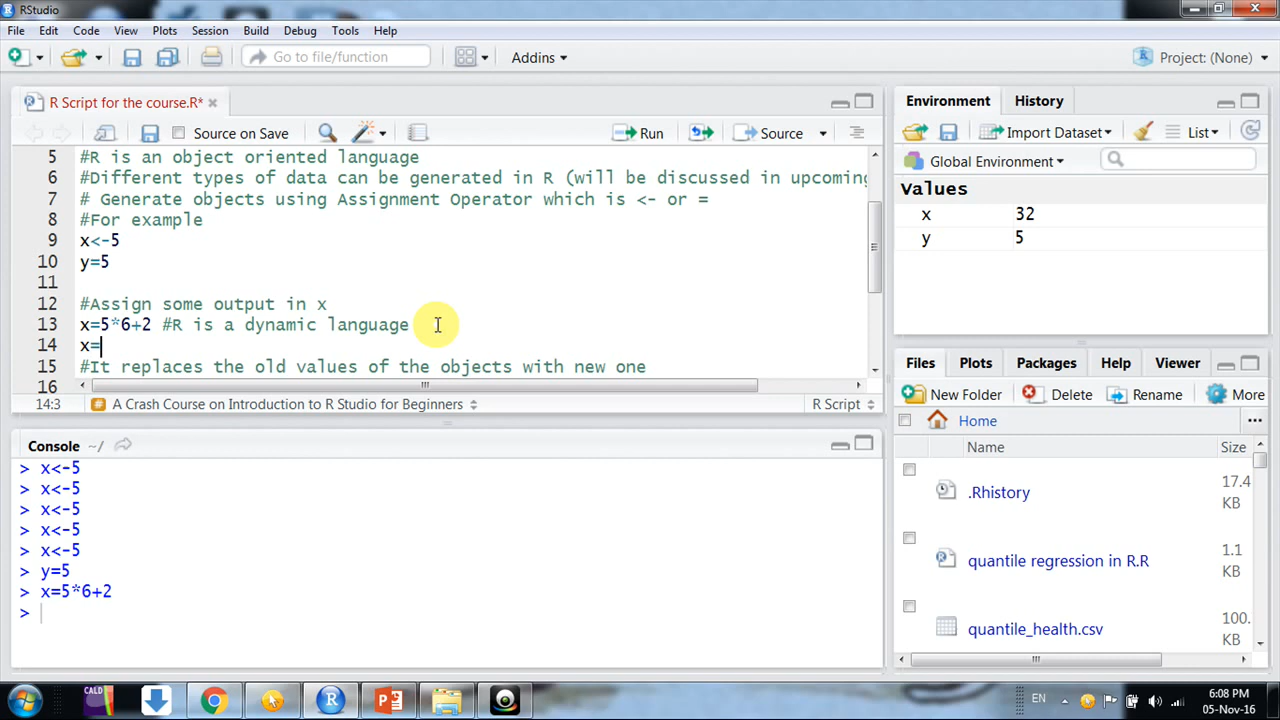 RStudio
File Edit Code View Plots Session Build Debug Tools Help
Go to file/function Addins Project: (None)
R Script for the course.R*
Source on Save Run Source
5 #R is an object oriented language
6 #Different types of data can be generated in R (will be discussed in upcoming
7 # Generate objects using Assignment Operator which is <- or =
8 #For example
9 x<-5
10 y=5
11
12 #Assign some output in x
13 x=5*6+2 #R is a dynamic language
14 x=
15 #It replaces the old values of the objects with new one
16
14:3 # A Crash Course on Introduction to R Studio for Beginners R Script
Console ~/
> x<-5
> x<-5
> x<-5
> x<-5
> x<-5
> y=5
> x=5*6+2
>
Environment History
Import Dataset List
Global Environment
Values
x 32
y 5
Files Plots Packages Help Viewer
New Folder Delete Rename More
Home ...
Name Size
.Rhistory 17.4 KB
quantile regression in R.R 1.1 KB
quantile_health.csv 100. KB
CALD
EN
6:08 PM
05-Nov-16